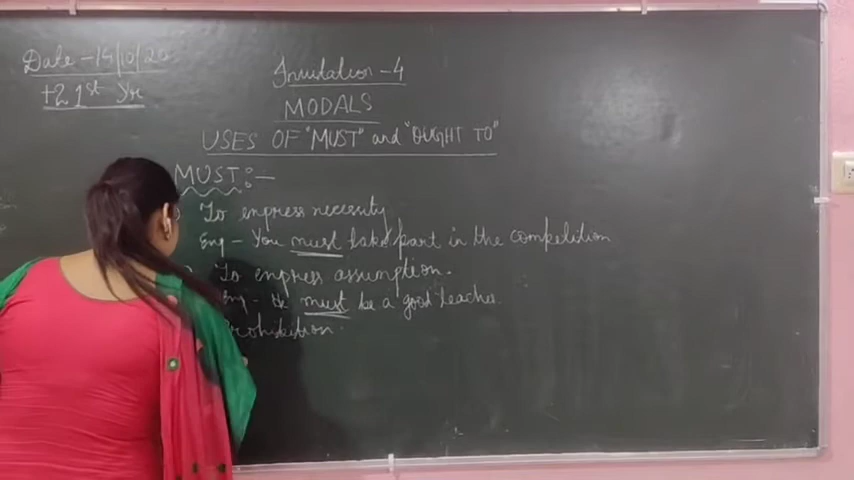 Date - 14/10/20
+2 1st Yr
Invitation - 4
MODALS
USES OF "MUST" and "OUGHT TO"
MUST :-
To express necessity
Eng - You must take part in the competition
To express assumption.
Eng - He must be a good teacher.
prohibition.